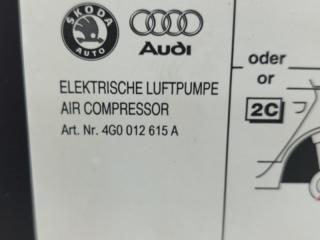 ŠKODA
AUTO
Audi
ELEKTRISCHE LUFTPUMPE
AIR COMPRESSOR
Art. Nr. 4G0 012 615 A
oder
or
2C